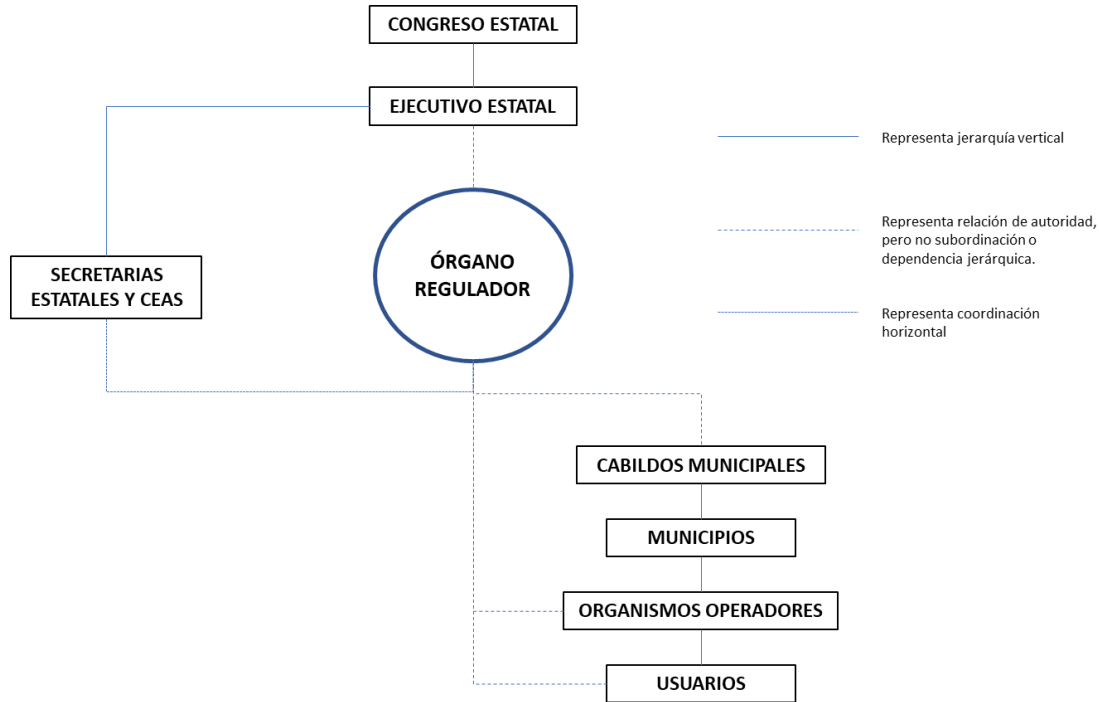 CONGRESO ESTATAL
EJECUTIVO ESTATAL
Representa jerarquía vertical
Representa relación de autoridad,
pero no subordinación o
dependencia jerárquica.
Representa coordinación
horizontal
SECRETARIAS
ESTATALES Y CEAS
ÓRGANO
REGULADOR
CABILDOS MUNICIPALES
MUNICIPIOS
ORGANISMOS OPERADORES
USUARIOS